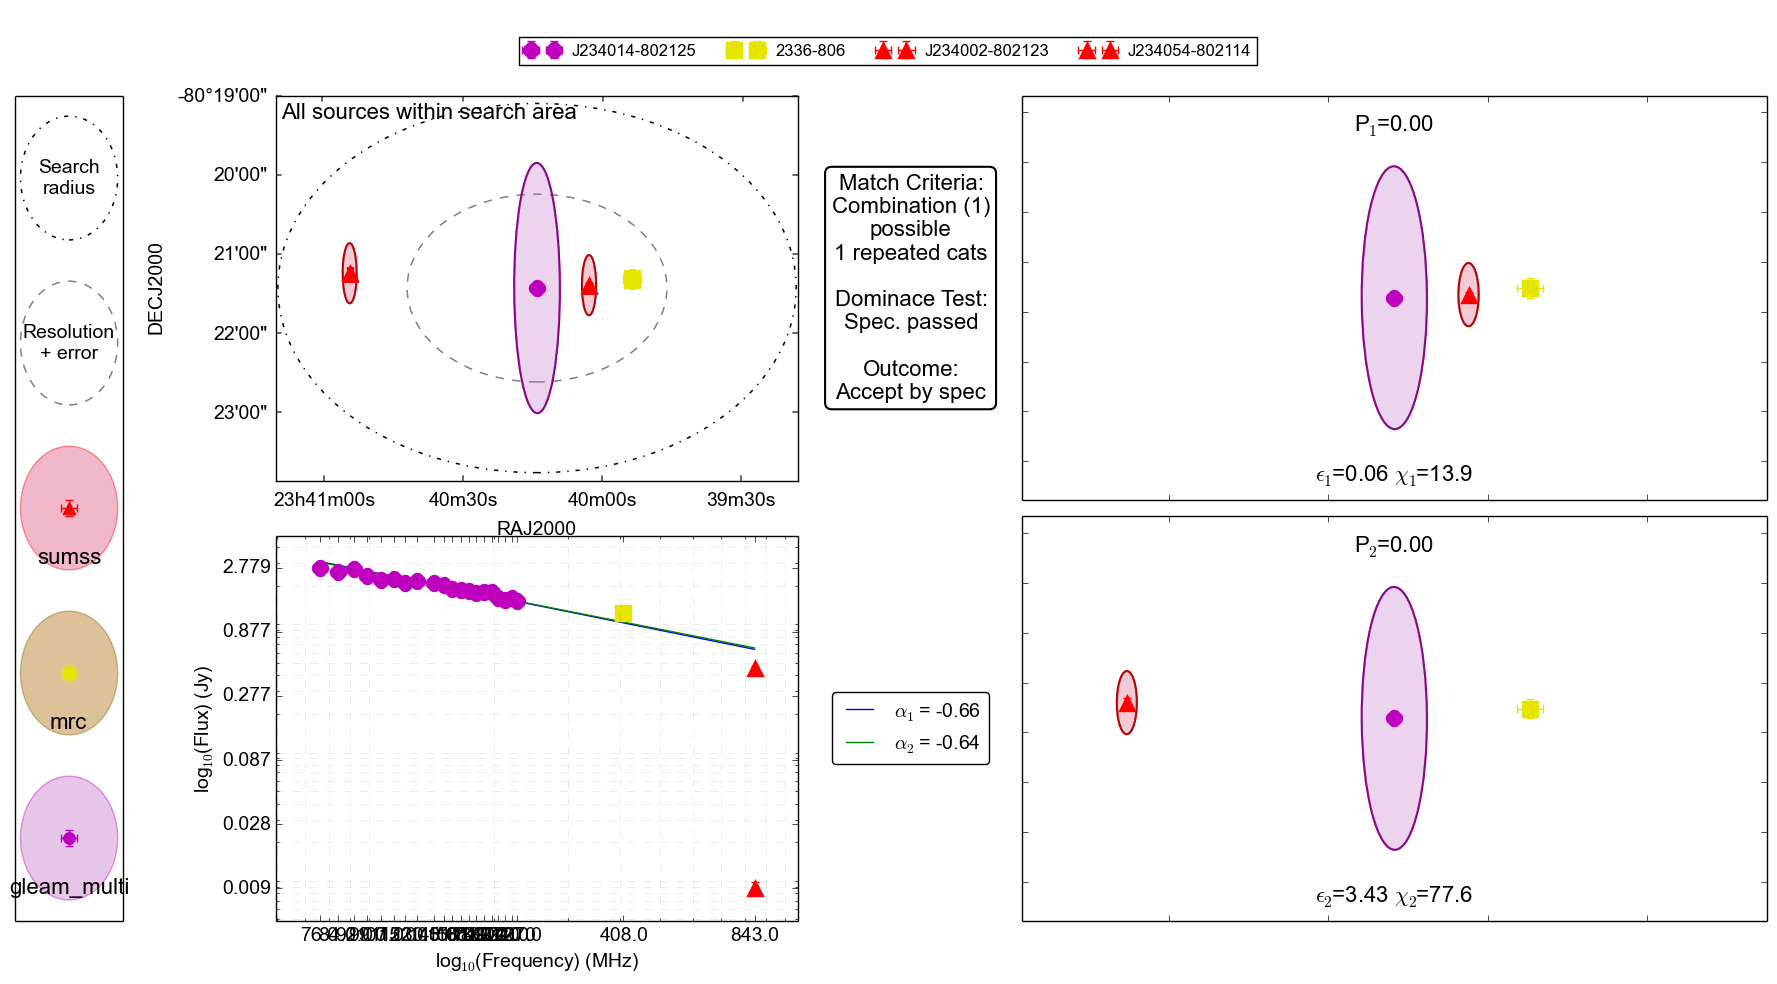 J234014-802125 2336-806 J234002-802123 J234054-802114
Search
radius
Resolution
+ error
sumss
mrc
gleam_multi
All sources within search area
-80°19'00"
20'00"
21'00"
22'00"
23'00"
DECJ2000
23h41m00s 40m30s 40m00s 39m30s
RAJ2000
Match Criteria:
Combination (1)
possible
1 repeated cats
Dominace Test:
Spec. passed
Outcome:
Accept by spec
P₁=0.00
ϵ₁=0.06 χ₁=13.9
2.779
0.877
0.277
0.087
0.028
0.009
log₁₀(Flux) (Jy)
408.0 843.0
log₁₀(Frequency) (MHz)
α₁ = -0.66
α₂ = -0.64
P₂=0.00
ϵ₂=3.43 χ₂=77.6